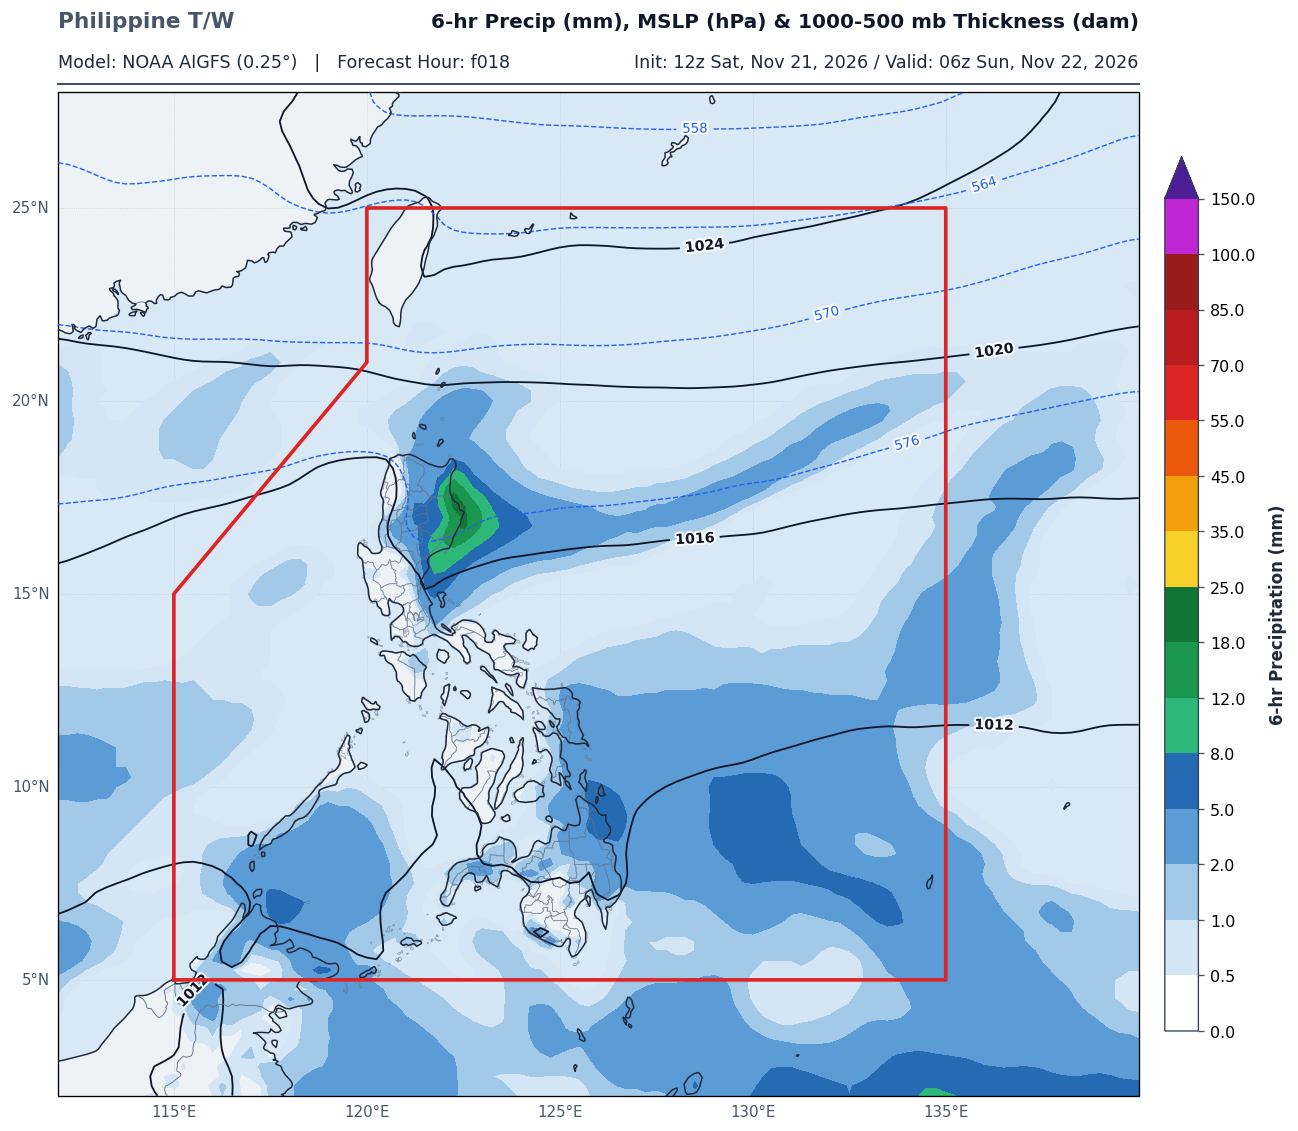 Philippine T/W
6-hr Precip (mm), MSLP (hPa) & 1000-500 mb Thickness (dam)
Model: NOAA AIGFS (0.25°) | Forecast Hour: f018
Init: 12z Sat, Nov 21, 2026 / Valid: 06z Sun, Nov 22, 2026
558
564
1024
570
1020
576
1016
1012
1012
25°N
20°N
15°N
10°N
5°N
115°E
120°E
125°E
130°E
135°E
150.0
100.0
85.0
70.0
55.0
45.0
35.0
25.0
18.0
12.0
8.0
5.0
2.0
1.0
0.5
0.0
6-hr Precipitation (mm)